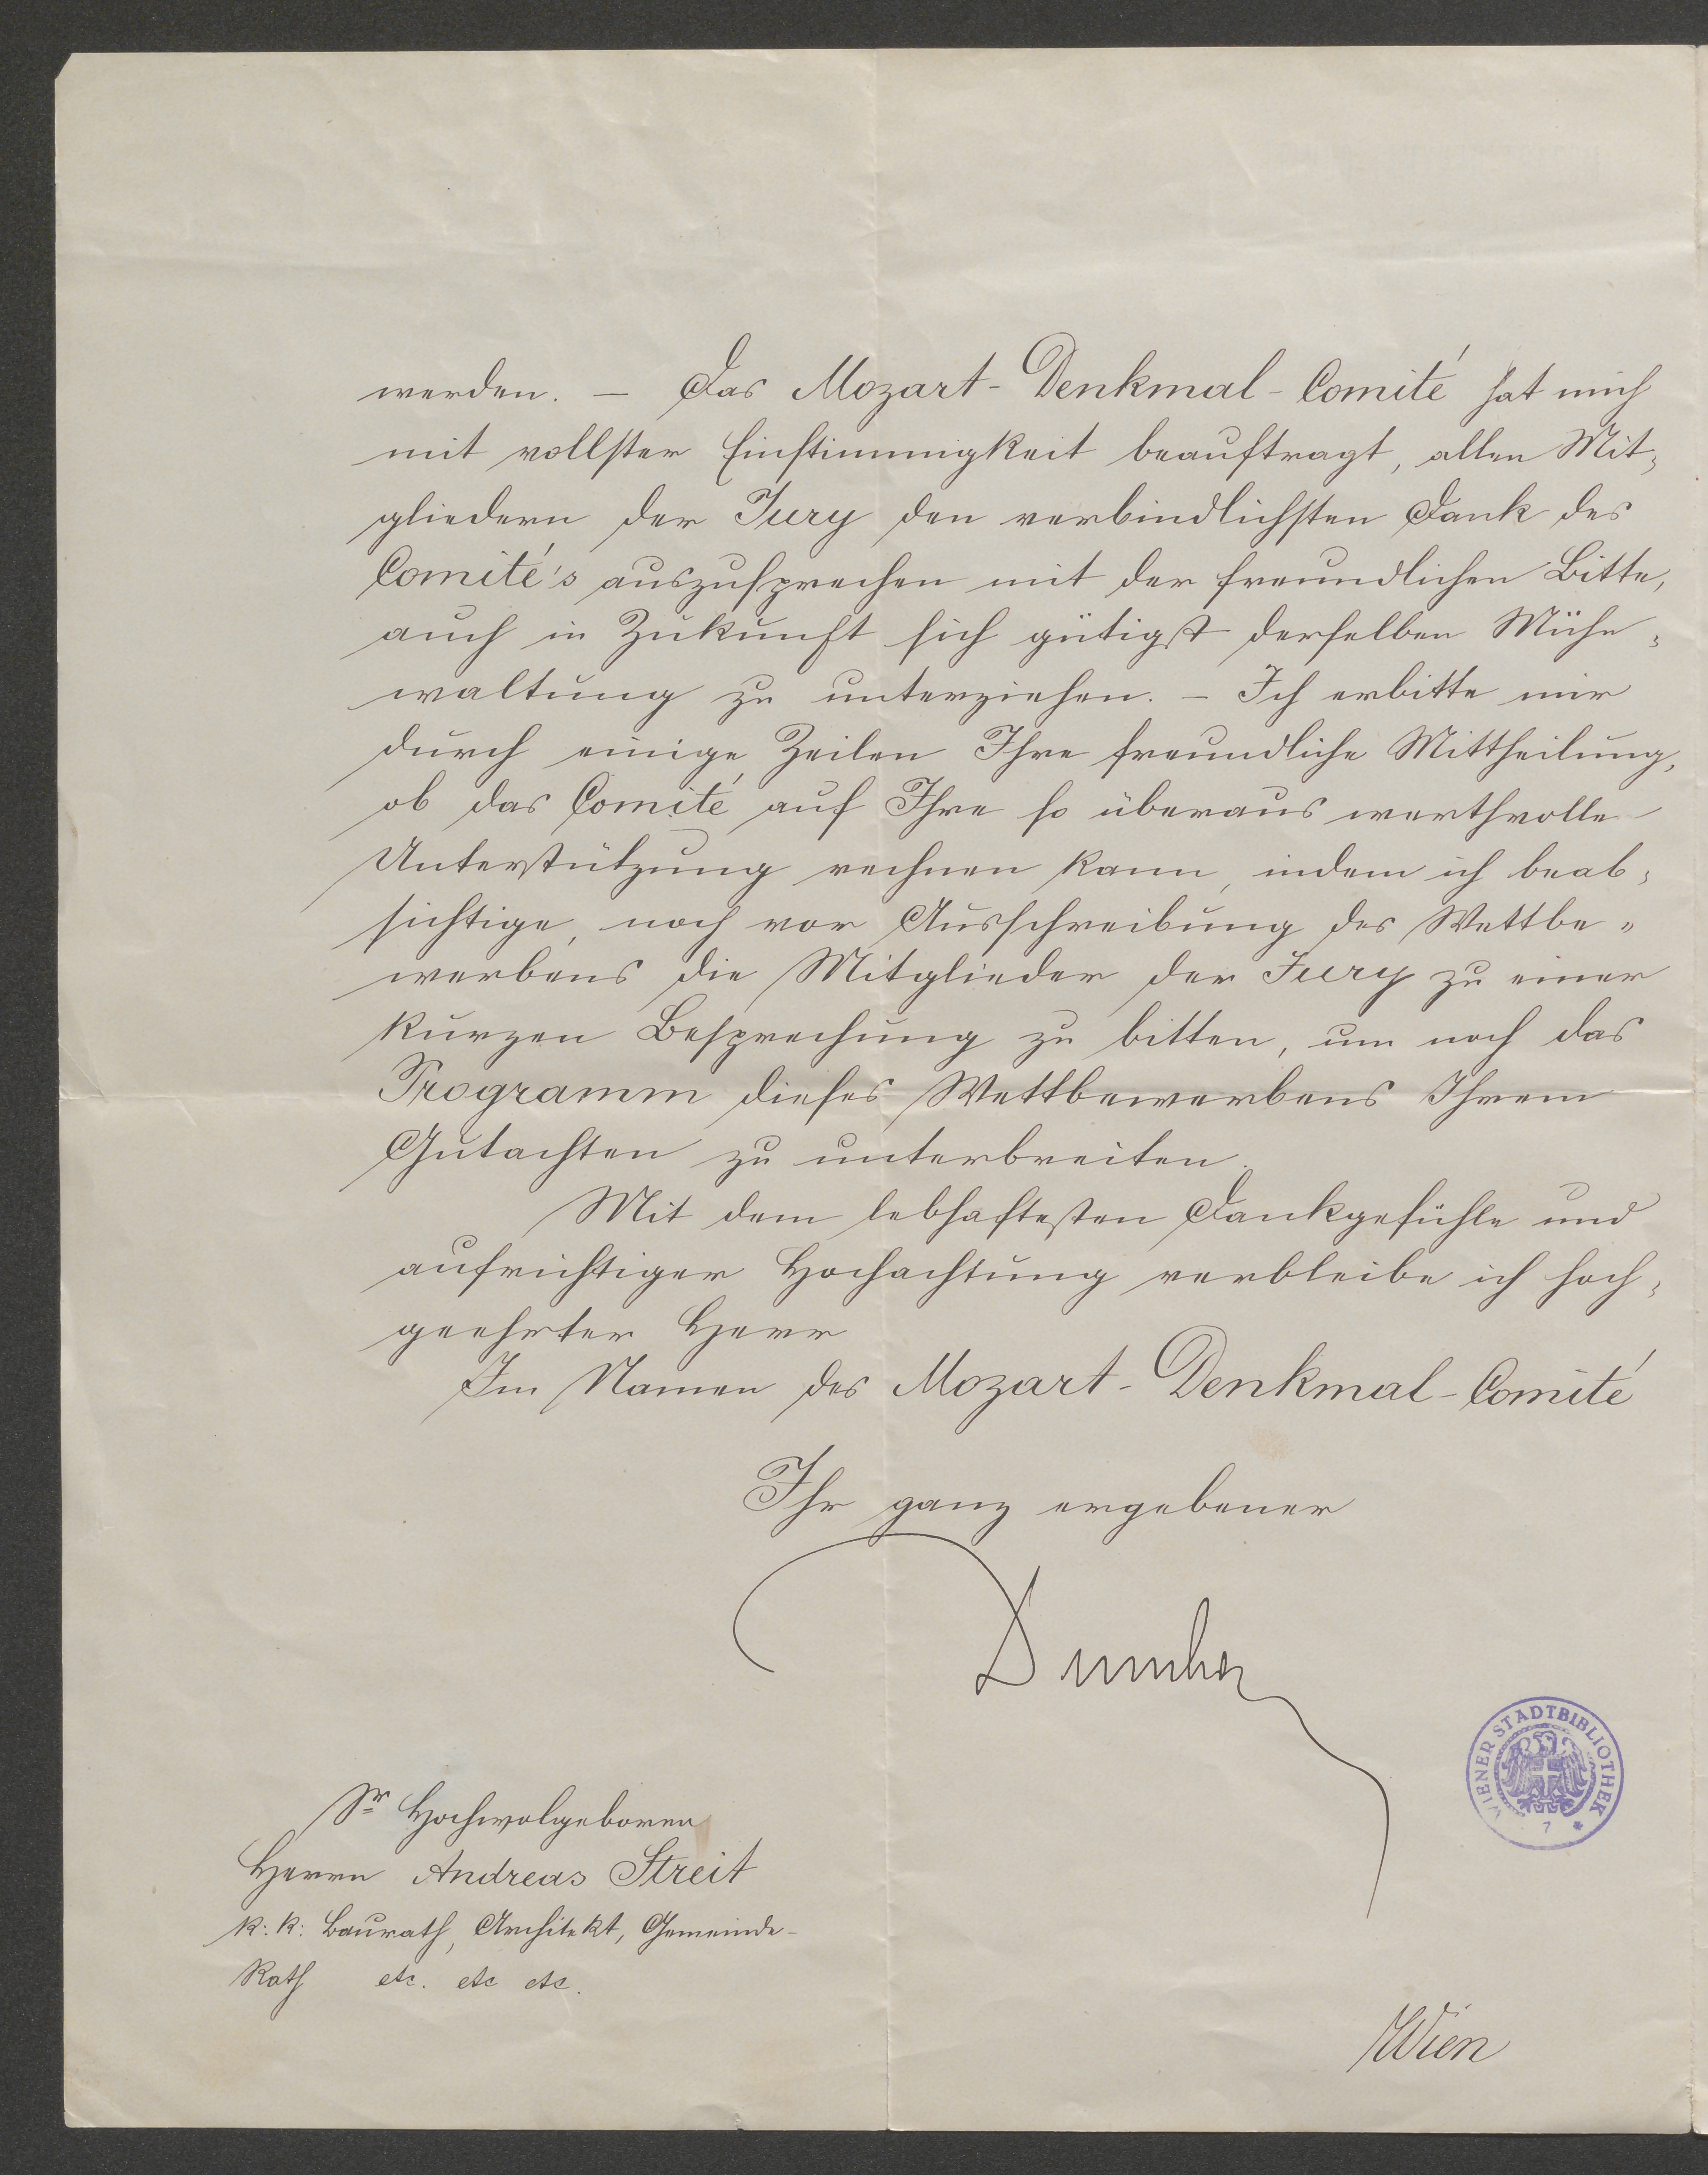 werden. – Das Mozart-Denkmal-Comité hat mich
mit vollster Einstimmigkeit beauftragt, allen Mit-
gliedern der Jury den verbindlichsten Dank des
Comité's auszusprechen mit der freundlichen Bitte,
auch in Zukunft sich gütigst derselben Mühe-
waltung zu unterziehen. – Ich erbitte mir
durch einige Zeilen Ihre freundliche Mittheilung,
ob das Comité auf Ihre so überaus werthvolle
Unterstützung rechnen kann, indem ich beab-
sichtige, noch vor Ausschreibung des Wettbe-
werbens die Mitglieder der Jury zu einer
kurzen Besprechung zu bitten, um noch das
Programm dieses Wettbewerbens Ihrem
Gutachten zu unterbreiten.
Mit dem lebhaftesten Dankgefühle und
aufrichtiger Hochachtung verbleibe ich hoch-
geehrter Herr
Im Namen des Mozart-Denkmal-Comité
Ihr ganz ergebener
Dumba
WIENER STADTBIBLIOTHEK
7 *
Sr Hochwolgeboren
Herrn Andreas Streit
k: k: Baurath, Architekt, Gemeinde-
Rath etc. etc etc.
Wien